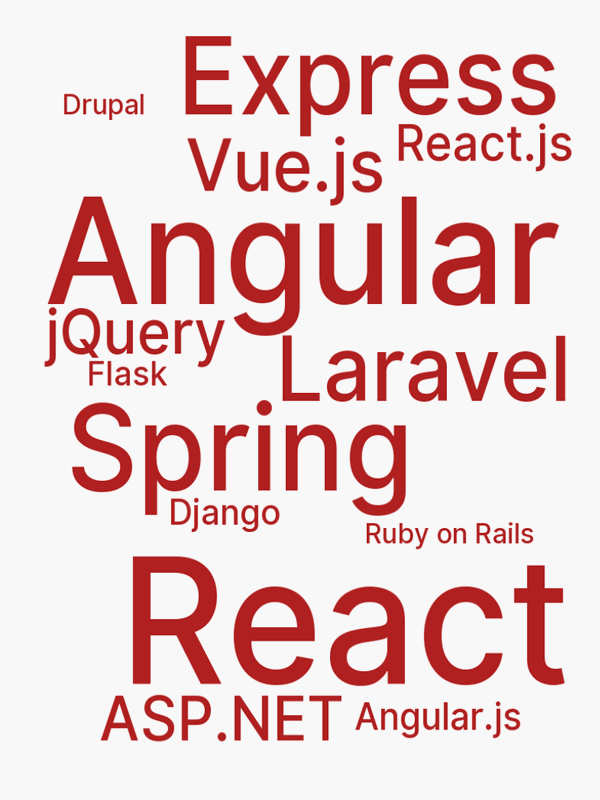 Express
Drupal
React.js
Vue.js
Angular
jQuery
Laravel
Flask
Spring
Django
Ruby on Rails
React
ASP.NET
Angular.js